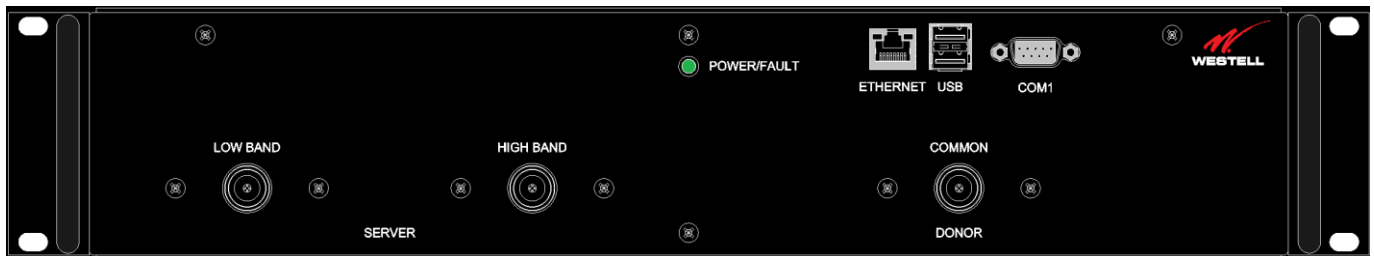 POWER/FAULT
ETHERNET USB COM1
WESTELL
LOW BAND HIGH BAND COMMON
SERVER DONOR